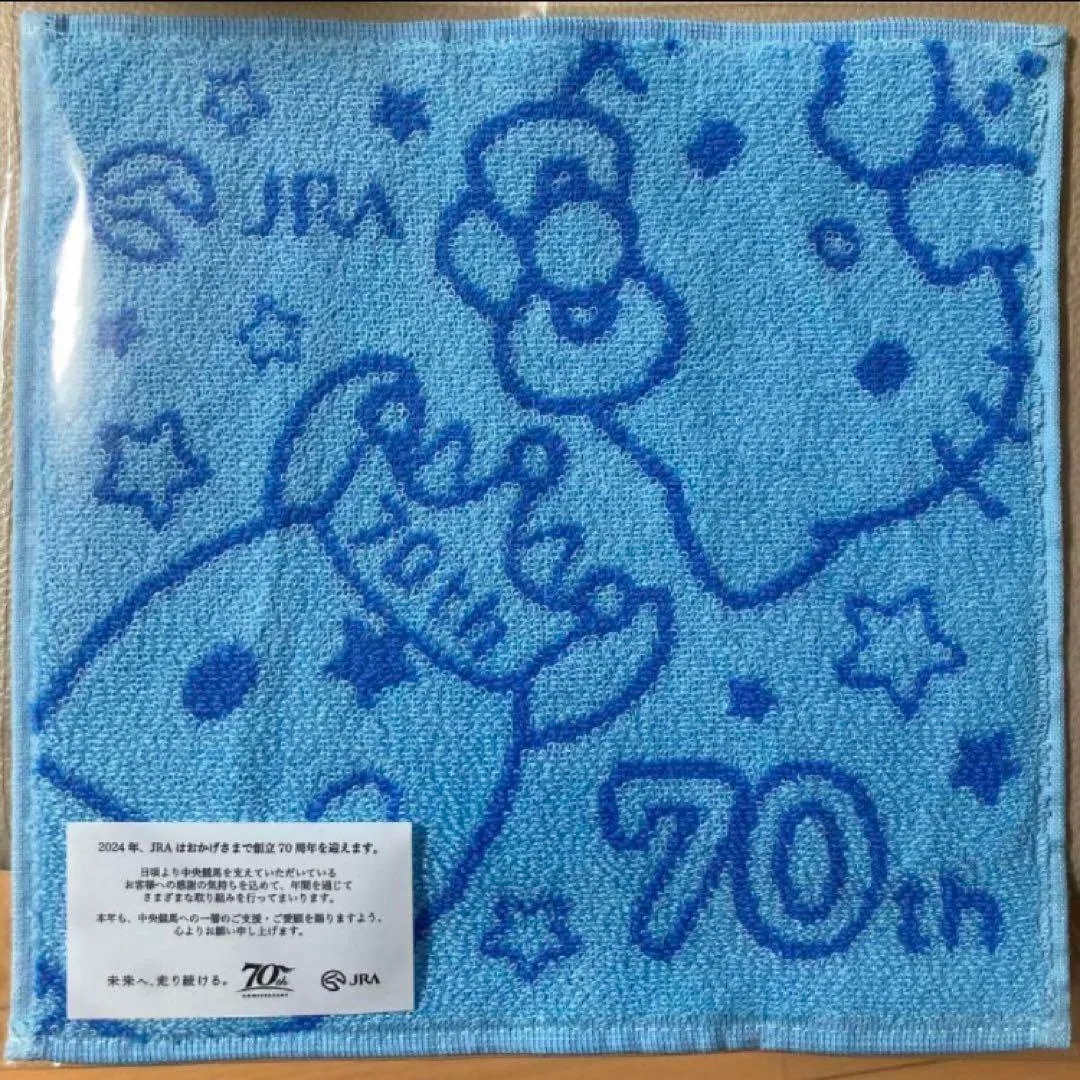 JRA
70th
70th
2024年、JRAはおかげさまで創立70周年を迎えます。
日頃より中央競馬を支えていただいている
お客様への感謝の気持ちを込めて、年間を通じて
さまざまな取り組みを行ってまいります。
本年も、中央競馬への一層のご支援・ご愛顧を賜りますよう、
心よりお願い申し上げます。
未来へ、走り続ける。 70th ANNIVERSARY JRA